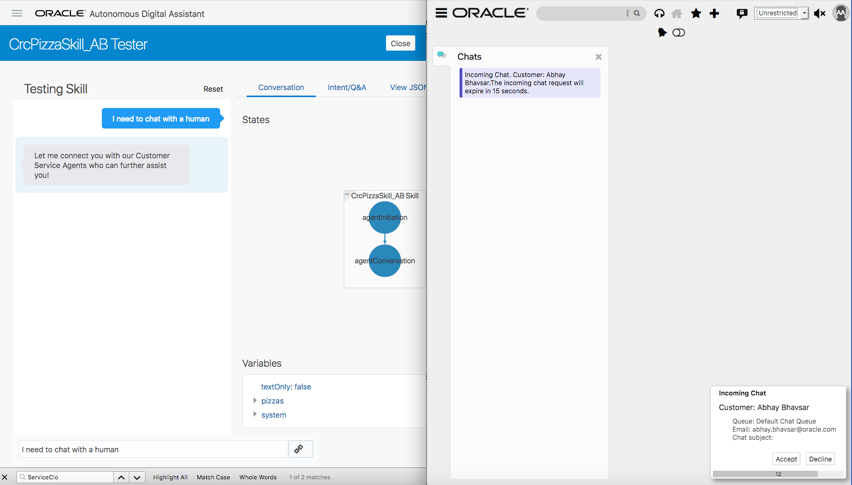 ORACLE® Autonomous Digital Assistant
CrcPizzaSkill_AB Tester
Close
Testing Skill
Reset
I need to chat with a human
Let me connect you with our Customer
Service Agents who can further assist
you!
I need to chat with a human
Conversation
Intent/Q&A
View JSON
States
CrcPizzaSkill_AB Skill
agentInitiation
agentConversation
Variables
textOnly: false
pizzas
system
ServiceClo
Highlight All
Match Case
Whole Words
1 of 2 matches
ORACLE®
Unrestricted
AA
Chats
Incoming Chat. Customer: Abhay
Bhavsar.The incoming chat request will
expire in 15 seconds.
Incoming Chat
Customer: Abhay Bhavsar
Queue: Default Chat Queue
Email: abhay.bhavsar@oracle.com
Chat subject:
Accept
Decline
12